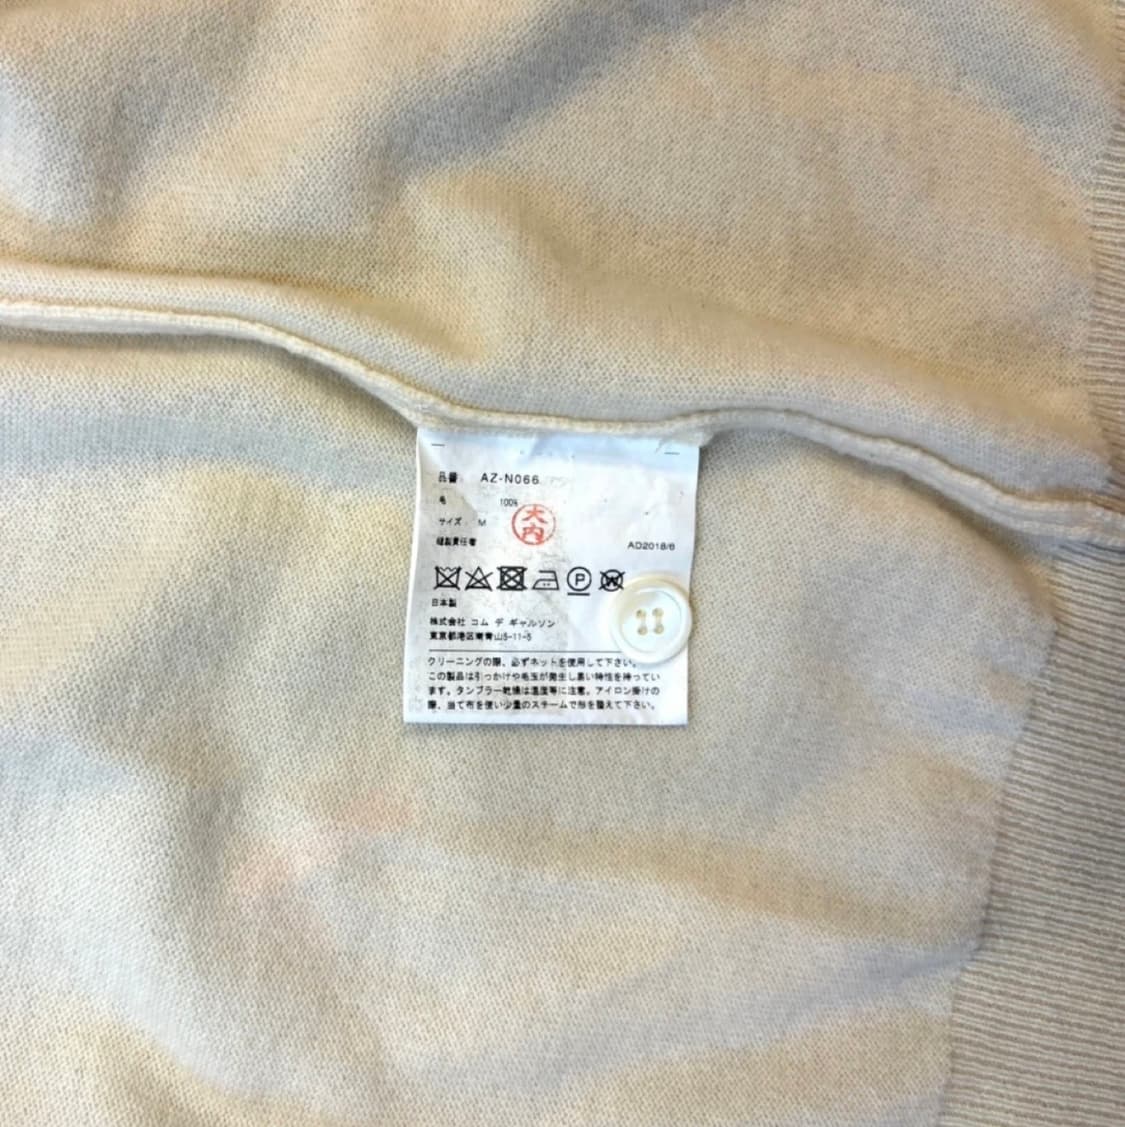 品番 AZ-N066
毛 100%
サイズ M
大内
縫製責任者 AD2018/6
P W
日本製
株式会社 コム デ ギャルソン
東京都港区南青山5-11-5
クリーニングの際、必ずネットを使用して下さい。
この製品は引っかけや毛玉が発生し易い特性を持ってい
ます。タンブラー乾燥は温度等に注意。アイロン掛けの
際、当て布を使い少量のスチームで形を整えて下さい。